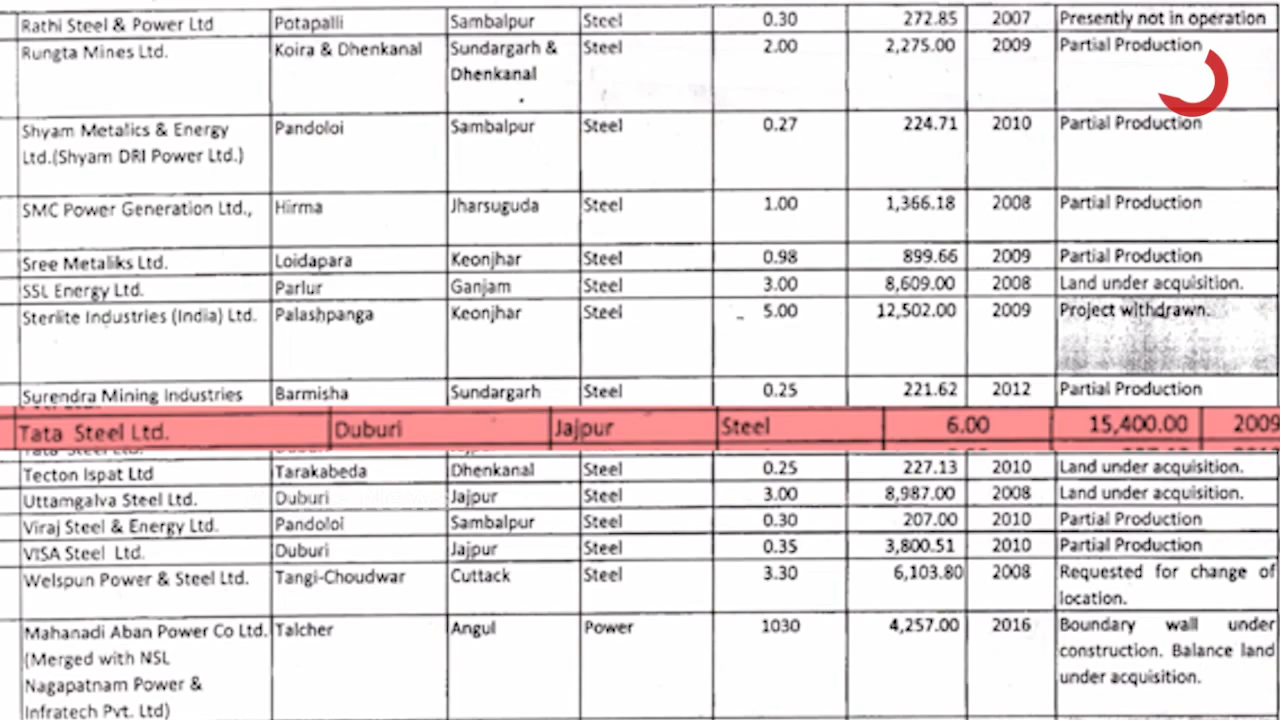 Rathi Steel & Power Ltd Potapalli Sambalpur Steel 0.30 272.85 2007 Presently not in operation
Rungta Mines Ltd. Koira & Dhenkanal Sundargarh & Steel 2.00 2,275.00 2009 Partial Production
Dhenkanal
Shyam Metalics & Energy Pandoloi Sambalpur Steel 0.27 224.71 2010 Partial Production
Ltd.(Shyam DRI Power Ltd.)
SMC Power Generation Ltd., Hirma Jharsuguda Steel 1.00 1,366.18 2008 Partial Production
Sree Metaliks Ltd. Loidapara Keonjhar Steel 0.98 899.66 2009 Partial Production
SSL Energy Ltd. Parlur Ganjam Steel 3.00 8,609.00 2008 Land under acquisition.
Sterlite Industries (India) Ltd. Palashpanga Keonjhar Steel 5.00 12,502.00 2009 Project withdrawn.
Surendra Mining Industries Barmisha Sundargarh Steel 0.25 221.62 2012 Partial Production
Tata Steel Ltd. Duburi Jajpur Steel 6.00 15,400.00 2009
Tecton Ispat Ltd Tarakabeda Dhenkanal Steel 0.25 227.13 2010 Land under acquisition.
Uttamgalva Steel Ltd. Duburi Jajpur Steel 3.00 8,987.00 2008 Land under acquisition.
Viraj Steel & Energy Ltd. Pandoloi Sambalpur Steel 0.30 207.00 2010 Partial Production
VISA Steel Ltd. Duburi Jajpur Steel 0.35 3,800.51 2010 Partial Production
Welspun Power & Steel Ltd. Tangi-Choudwar Cuttack Steel 3.30 6,103.80 2008 Requested for change of
location.
Mahanadi Aban Power Co Ltd. Talcher Angul Power 1030 4,257.00 2016 Boundary wall under
(Merged with NSL construction. Balance land
Nagapatnam Power & under acquisition.
Infratech Pvt. Ltd)